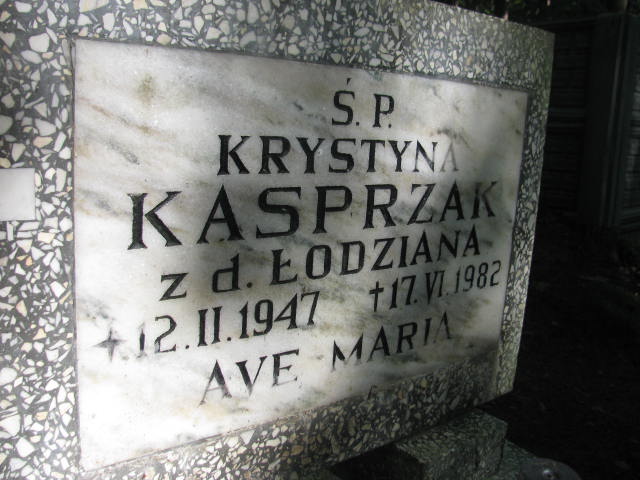 Ś. P.
KRYSTYNA
KASPRZAK
z d. ŁODZIANA
12.II.1947 †17.VI.1982
AVE MARIA